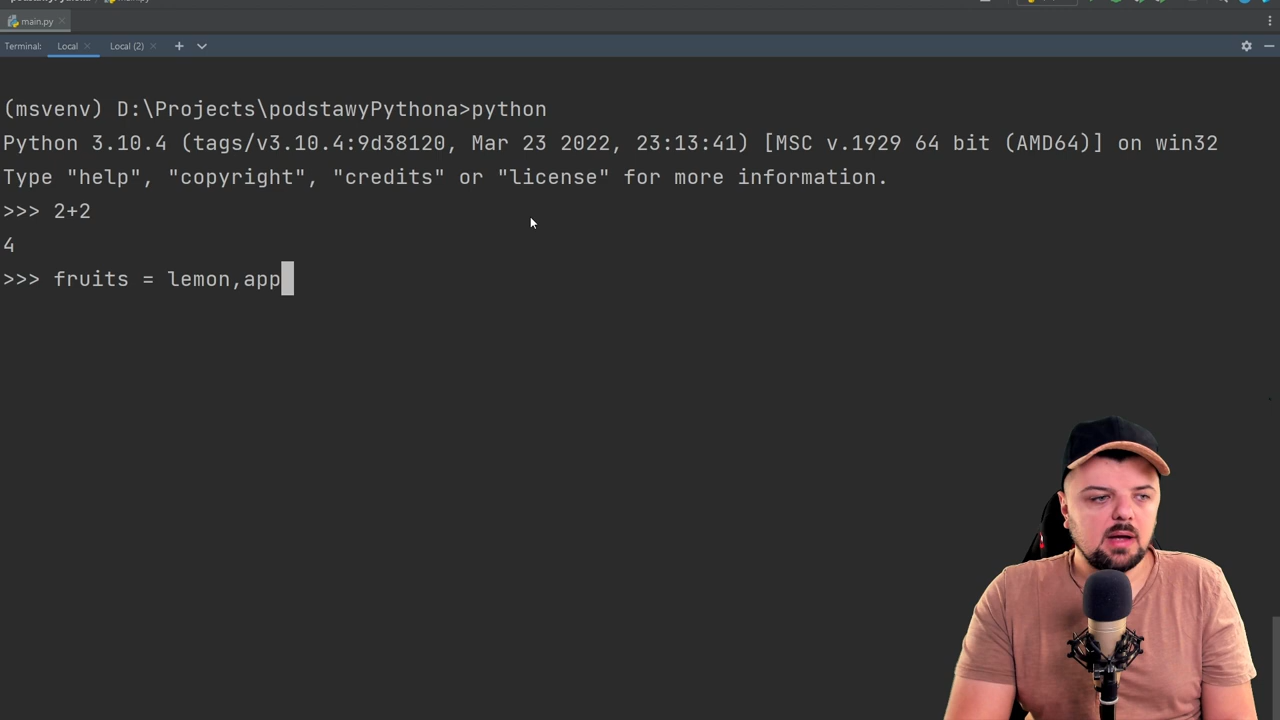 main.py
Terminal: Local Local (2)
(msvenv) D:\Projects\podstawyPythona>python
Python 3.10.4 (tags/v3.10.4:9d38120, Mar 23 2022, 23:13:41) [MSC v.1929 64 bit (AMD64)] on win32
Type "help", "copyright", "credits" or "license" for more information.
>>> 2+2
4
>>> fruits = lemon,app